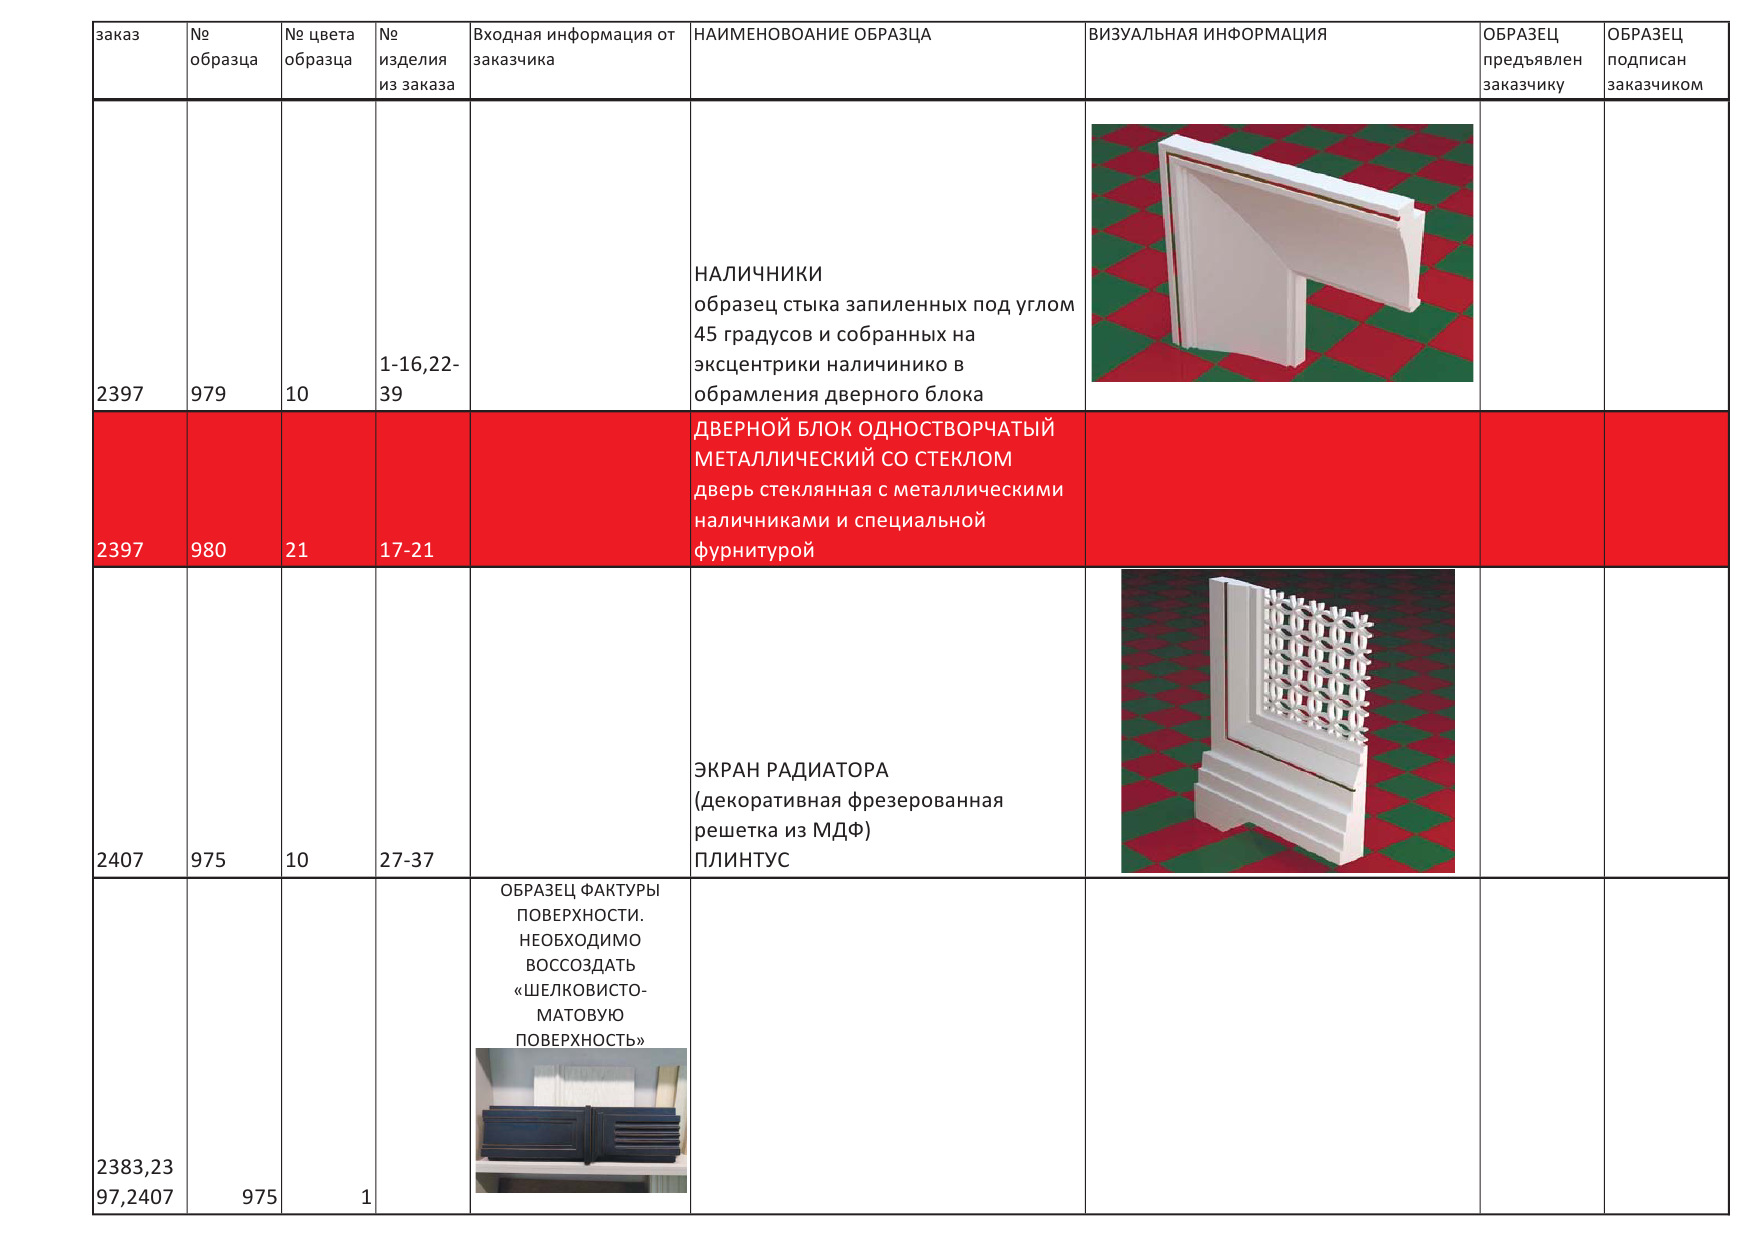 заказ
№
образца
№ цвета
образца
№
изделия
из заказа
Входная информация от
заказчика
НАИМЕНОВОАНИЕ ОБРАЗЦА
ВИЗУАЛЬНАЯ ИНФОРМАЦИЯ
ОБРАЗЕЦ
предъявлен
заказчику
ОБРАЗЕЦ
подписан
заказчиком
2397
979
10
1-16,22-
39
НАЛИЧНИКИ
образец стыка запиленных под углом
45 градусов и собранных на
эксцентрики наличинико в
обрамления дверного блока
2397
980
21
17-21
ДВЕРНОЙ БЛОК ОДНОСТВОРЧАТЫЙ
МЕТАЛЛИЧЕСКИЙ СО СТЕКЛОМ
дверь стеклянная с металлическими
наличниками и специальной
фурнитурой
2407
975
10
27-37
ЭКРАН РАДИАТОРА
(декоративная фрезерованная
решетка из МДФ)
ПЛИНТУС
2383,23
97,2407
975
1
ОБРАЗЕЦ ФАКТУРЫ
ПОВЕРХНОСТИ.
НЕОБХОДИМО
ВОССОЗДАТЬ
«ШЕЛКОВИСТО-
МАТОВУЮ
ПОВЕРХНОСТЬ»